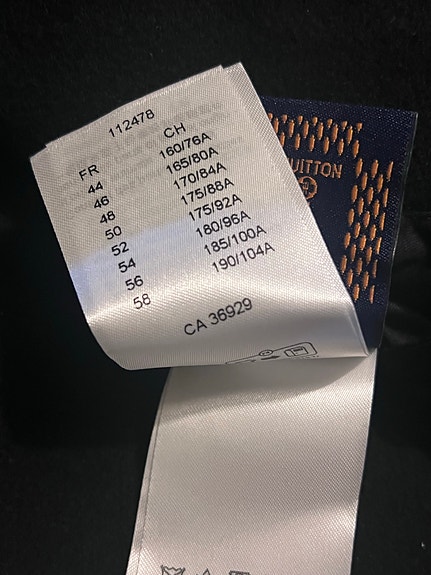 112478
FR CH
44 160/76A
46 165/80A
48 170/84A
50 175/88A
52 175/92A
54 180/96A
56 185/100A
58 190/104A
CA 36929
UITTON